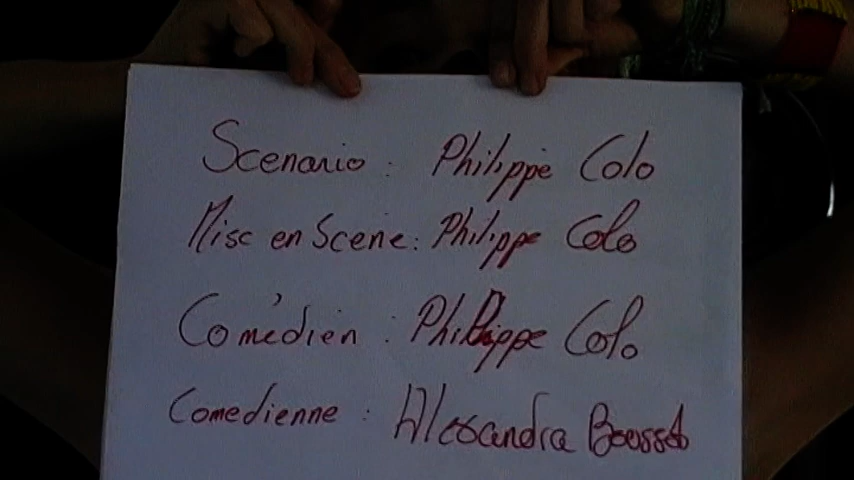 Scenario : Philippe Colo
Mise en Scene : Philippe Colo
Comédien : Philippe Colo
Comedienne : Alexandra